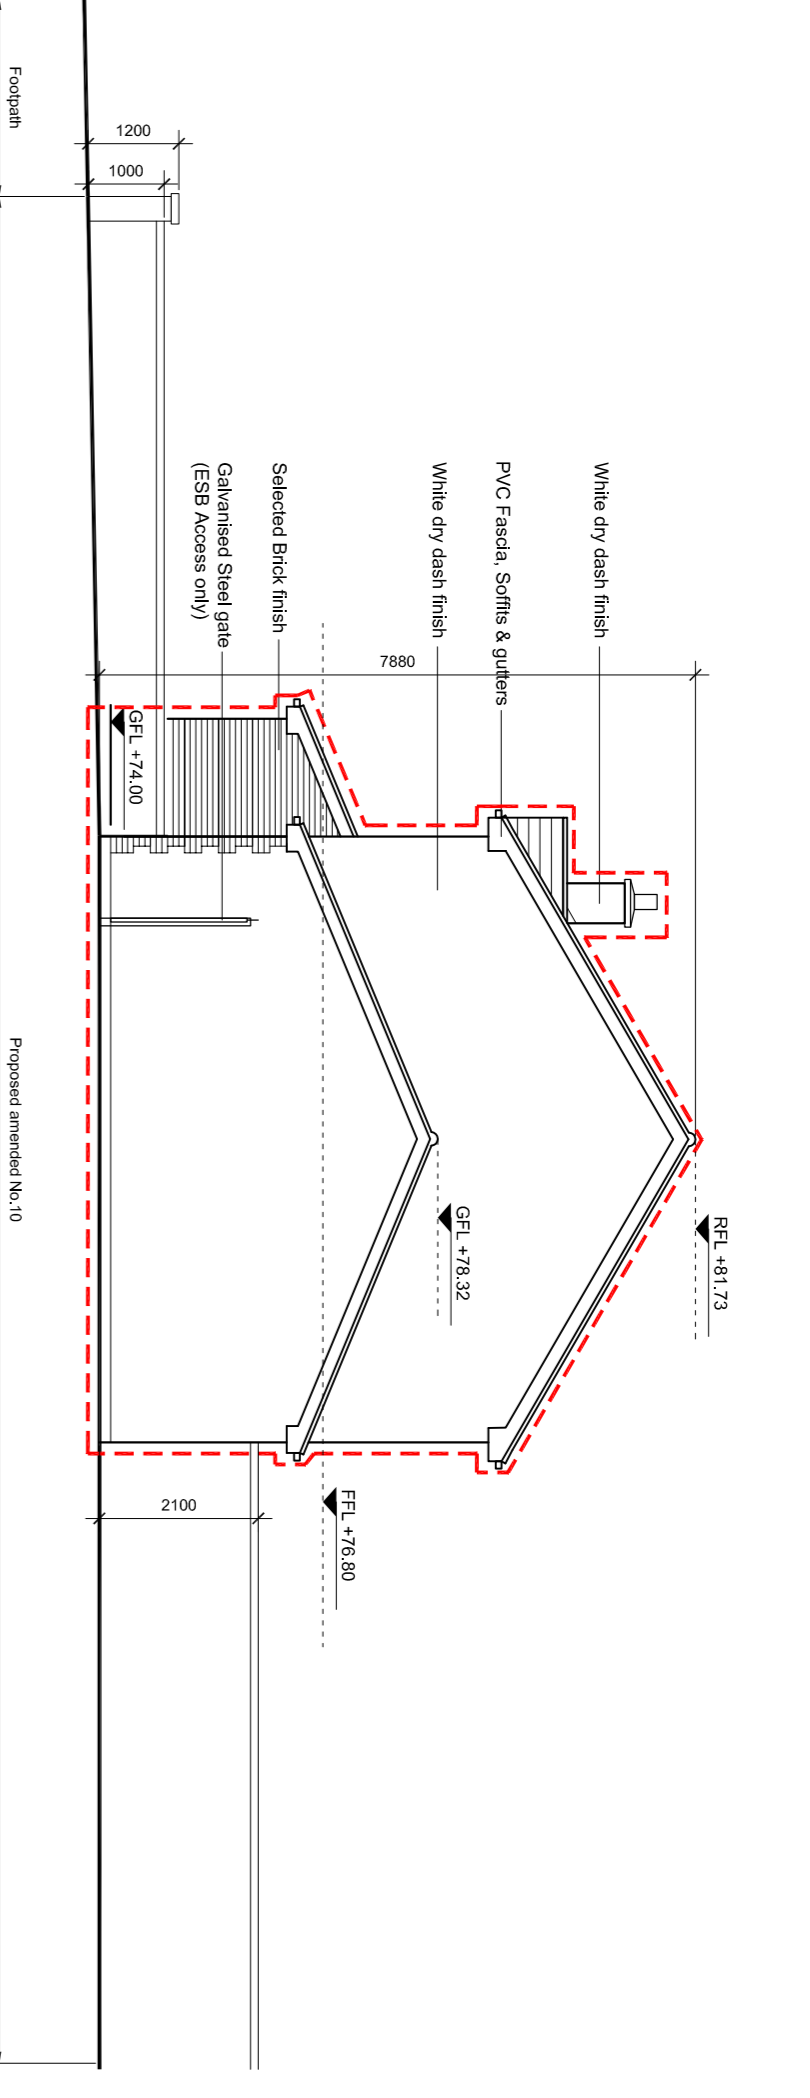 RFL +81.73
White dry dash finish
PVC Fascia, Soffits & gutters
White dry dash finish
GFL +78.32
7880
FFL +76.80
Selected Brick finish
Galvanised Steel gate
(ESB Access only)
1200
1000
GFL +74.00
2100
Footpath
Proposed amended No.10